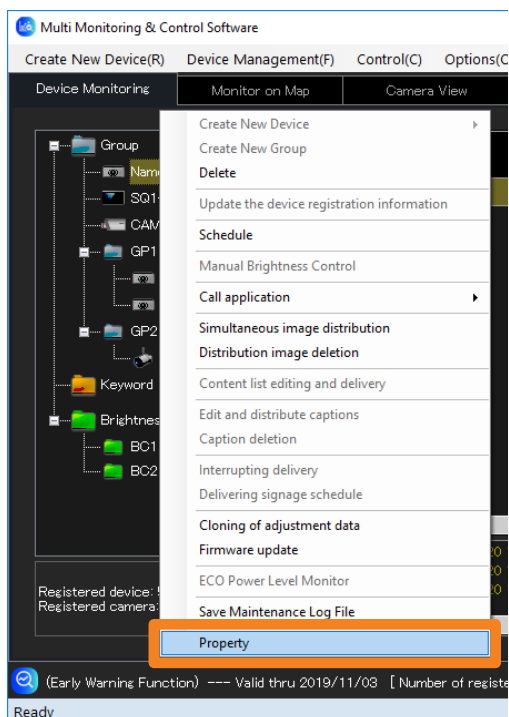 Multi Monitoring & Control Software
Create New Device(R) Device Management(F) Control(C) Options(O
Device Monitoring Monitor on Map Camera View
Group
SQ1
CAM
GP1
GP2
Keyword
Brightnes
BC1
BC2
Create New Device
Create New Group
Delete
Update the device registration information
Schedule
Manual Brightness Control
Call application
Simultaneous image distribution
Distribution image deletion
Content list editing and delivery
Edit and distribute captions
Caption deletion
Interrupting delivery
Delivering signage schedule
Cloning of adjustment data
Firmware update
ECO Power Level Monitor
Save Maintenance Log File
Property
Registered device:
Registered camera:
(Early Warning Function) --- Valid thru 2019/11/03 [ Number of registe
Ready